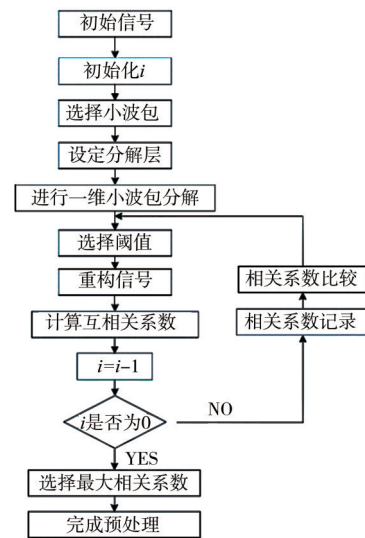 初始信号
初始化i
选择小波包
设定分解层
进行一维小波包分解
选择阈值
重构信号
相关系数比较
计算互相关系数
相关系数记录
i=i-1
i是否为0
NO
YES
选择最大相关系数
完成预处理